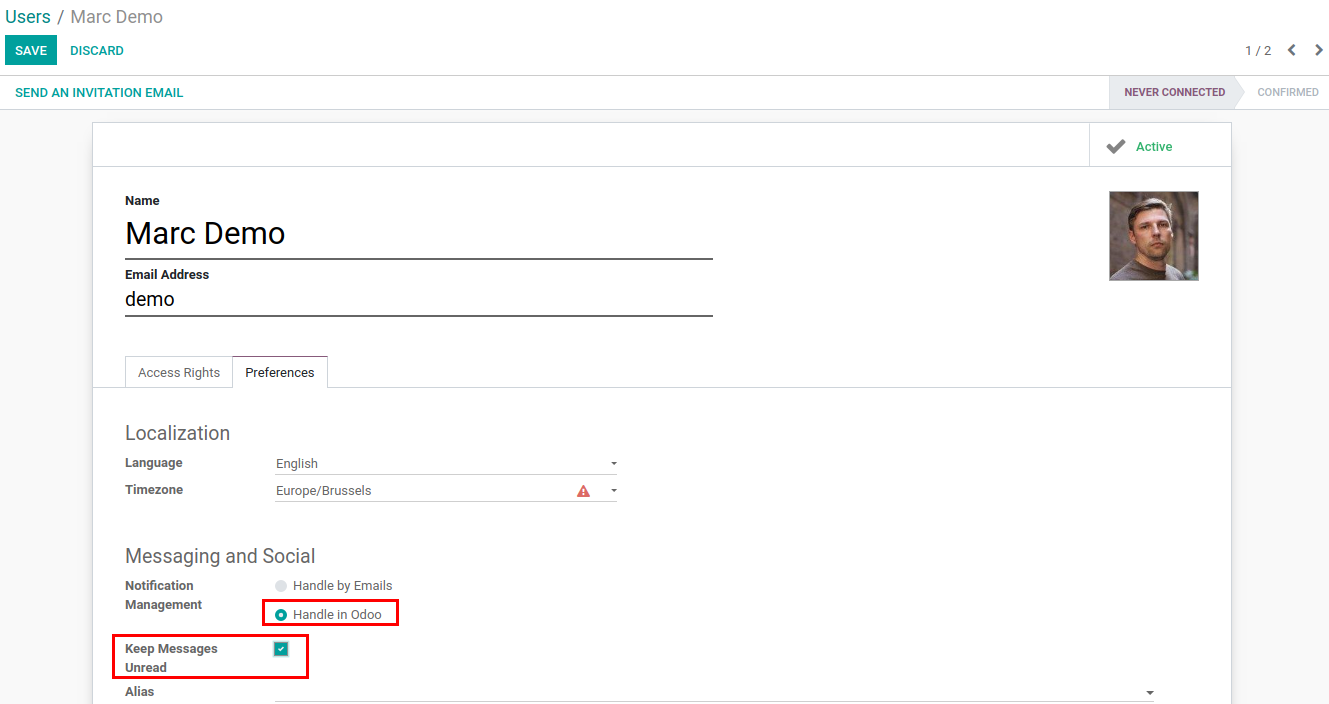 Users / Marc Demo
SAVE DISCARD 1 / 2
SEND AN INVITATION EMAIL NEVER CONNECTED CONFIRMED
Active
Name
Marc Demo
Email Address
demo
Access Rights Preferences
Localization
Language English
Timezone Europe/Brussels
Messaging and Social
Notification Handle by Emails
Management
Handle in Odoo
Keep Messages
Unread
Alias